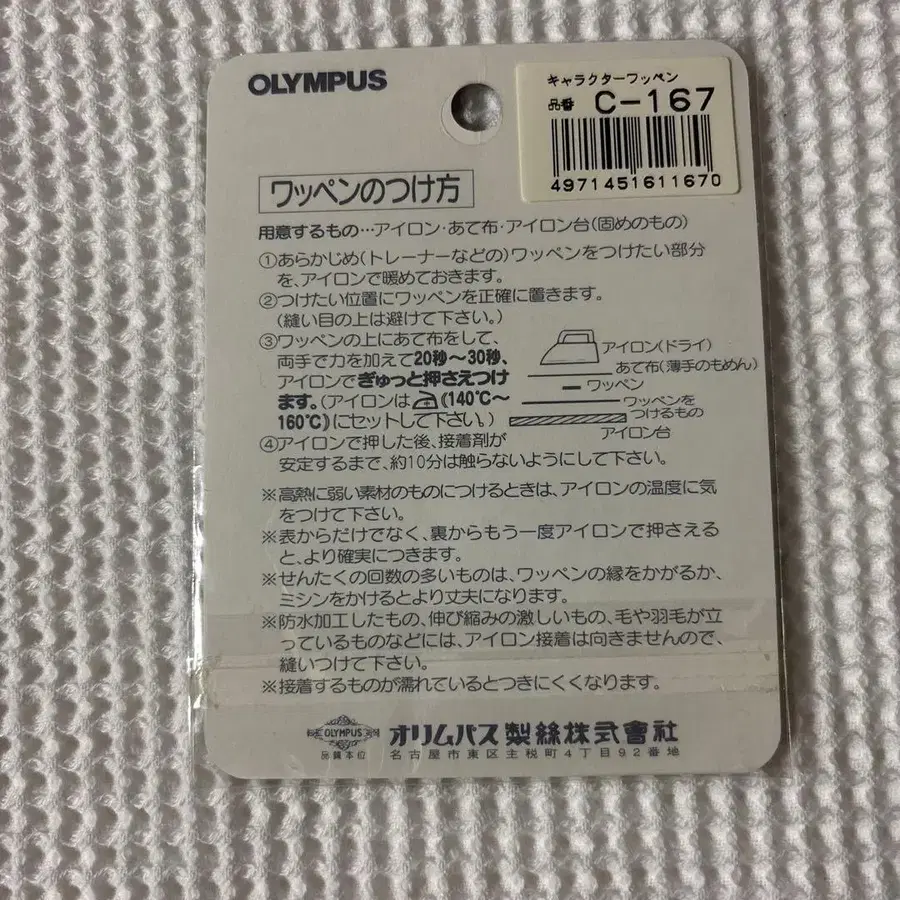 OLYMPUS
キャラクターワッペン
品番 C-167
4971451611670
ワッペンのつけ方
用意するもの…アイロン・あて布・アイロン台(固めのもの)
①あらかじめ(トレーナーなどの)ワッペンをつけたい部分
を、アイロンで暖めておきます。
②つけたい位置にワッペンを正確に置きます。
(縫い目の上は避けて下さい。)
③ワッペンの上にあて布をして、
両手で力を加えて20秒〜30秒、
アイロンでぎゅっと押さえつけ
ます。(アイロンは(140℃〜
160℃)にセットして下さい。)
アイロン(ドライ)
あて布(薄手のもめん)
ワッペン
ワッペンを
つけるもの
アイロン台
④アイロンで押した後、接着剤が
安定するまで、約10分は触らないようにして下さい。
※高熱に弱い素材のものにつけるときは、アイロンの温度に気
をつけて下さい。
※表からだけでなく、裏からもう一度アイロンで押さえる
と、より確実につきます。
※せんたくの回数の多いものは、ワッペンの縁をかがるか、
ミシンをかけるとより丈夫になります。
※防水加工したもの、伸び縮みの激しいもの、毛や羽毛が立
っているものなどには、アイロン接着は向きませんので、
縫いつけて下さい。
※接着するものが濡れているとつきにくくなります。
OLYMPUS
品質本位
オリムパス製絲株式會社
名古屋市東区主税町4丁目92番地